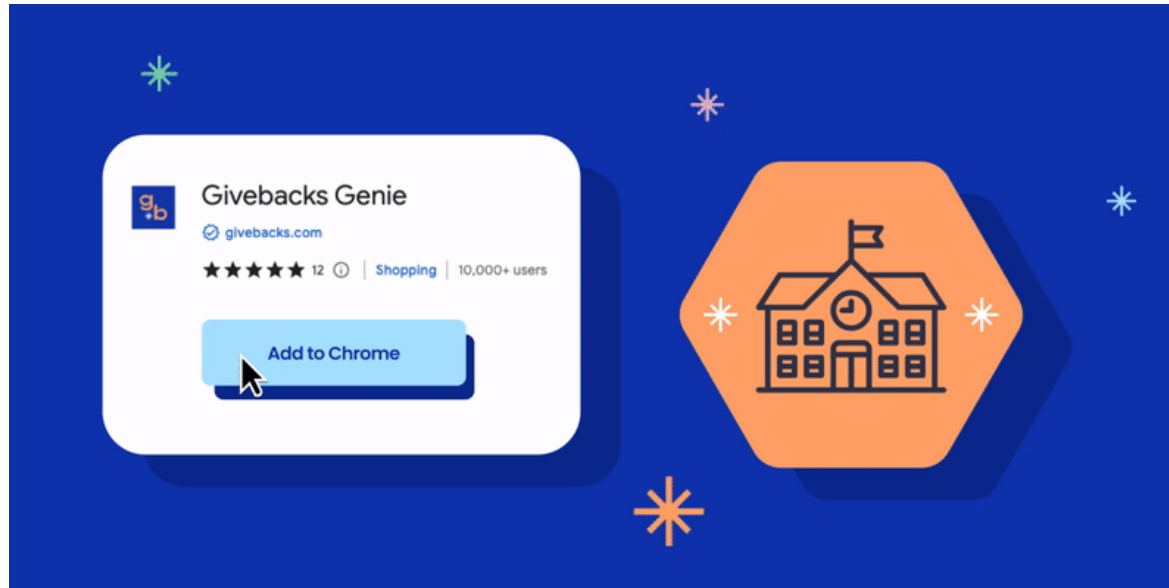 gb
Givebacks Genie
givebacks.com
12 Shopping 10,000+ users
Add to Chrome